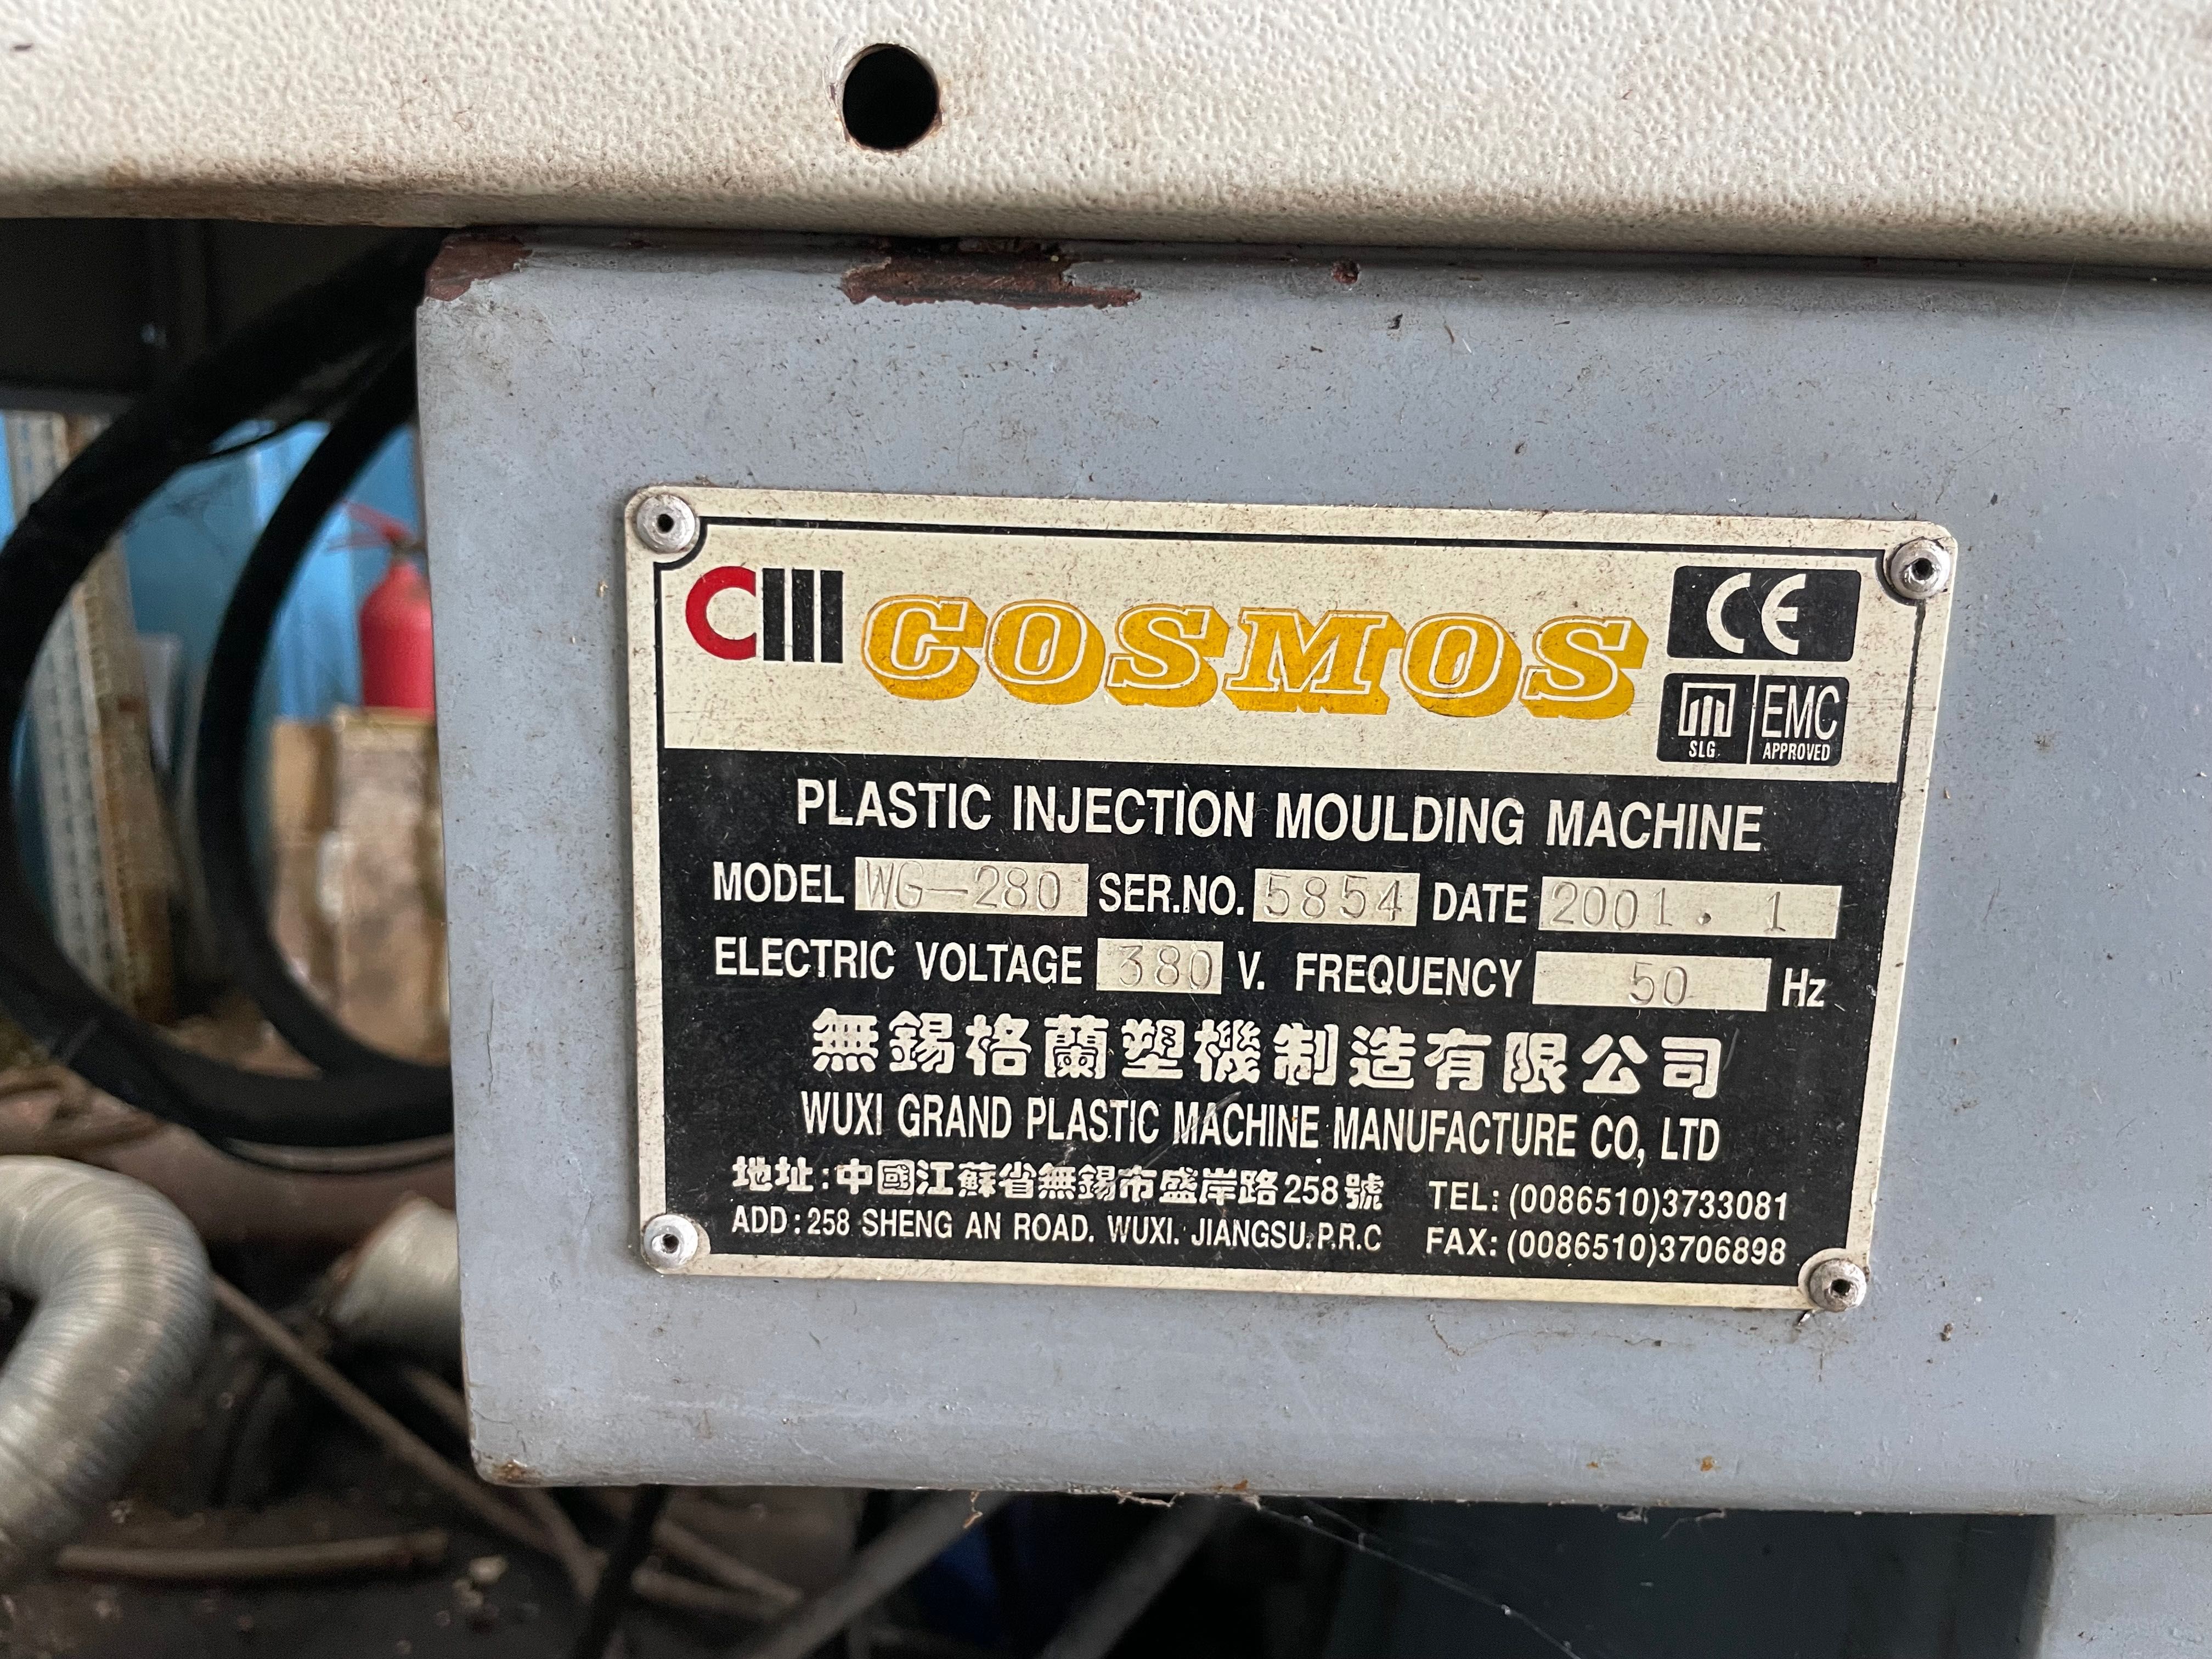 CIII COSMOS CE
SLG EMC APPROVED
PLASTIC INJECTION MOULDING MACHINE
MODEL WG-280 SER.NO. 5854 DATE 2001. 1
ELECTRIC VOLTAGE 380 V. FREQUENCY 50 Hz
無錫格蘭塑機制造有限公司
WUXI GRAND PLASTIC MACHINE MANUFACTURE CO, LTD
地址:中國江蘇省無錫市盛岸路258號 TEL: (0086510)3733081
ADD:258 SHENG AN ROAD. WUXI. JIANGSU.P.R.C FAX: (0086510)3706898